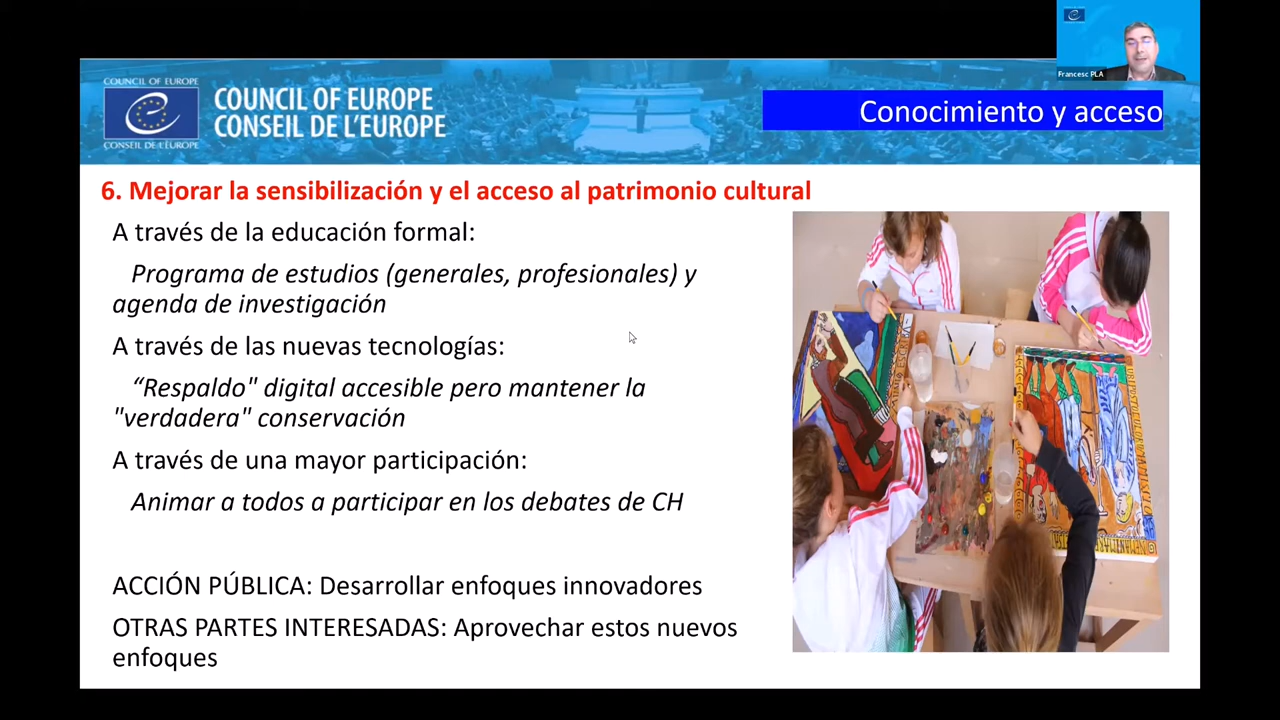 Francesc PLA
COUNCIL OF EUROPE
CONSEIL DE L'EUROPE
COUNCIL OF EUROPE
CONSEIL DE L'EUROPE
Conocimiento y acceso
6. Mejorar la sensibilización y el acceso al patrimonio cultural
A través de la educación formal:
Programa de estudios (generales, profesionales) y
agenda de investigación
A través de las nuevas tecnologías:
“Respaldo" digital accesible pero mantener la
"verdadera" conservación
A través de una mayor participación:
Animar a todos a participar en los debates de CH
ACCIÓN PÚBLICA: Desarrollar enfoques innovadores
OTRAS PARTES INTERESADAS: Aprovechar estos nuevos
enfoques